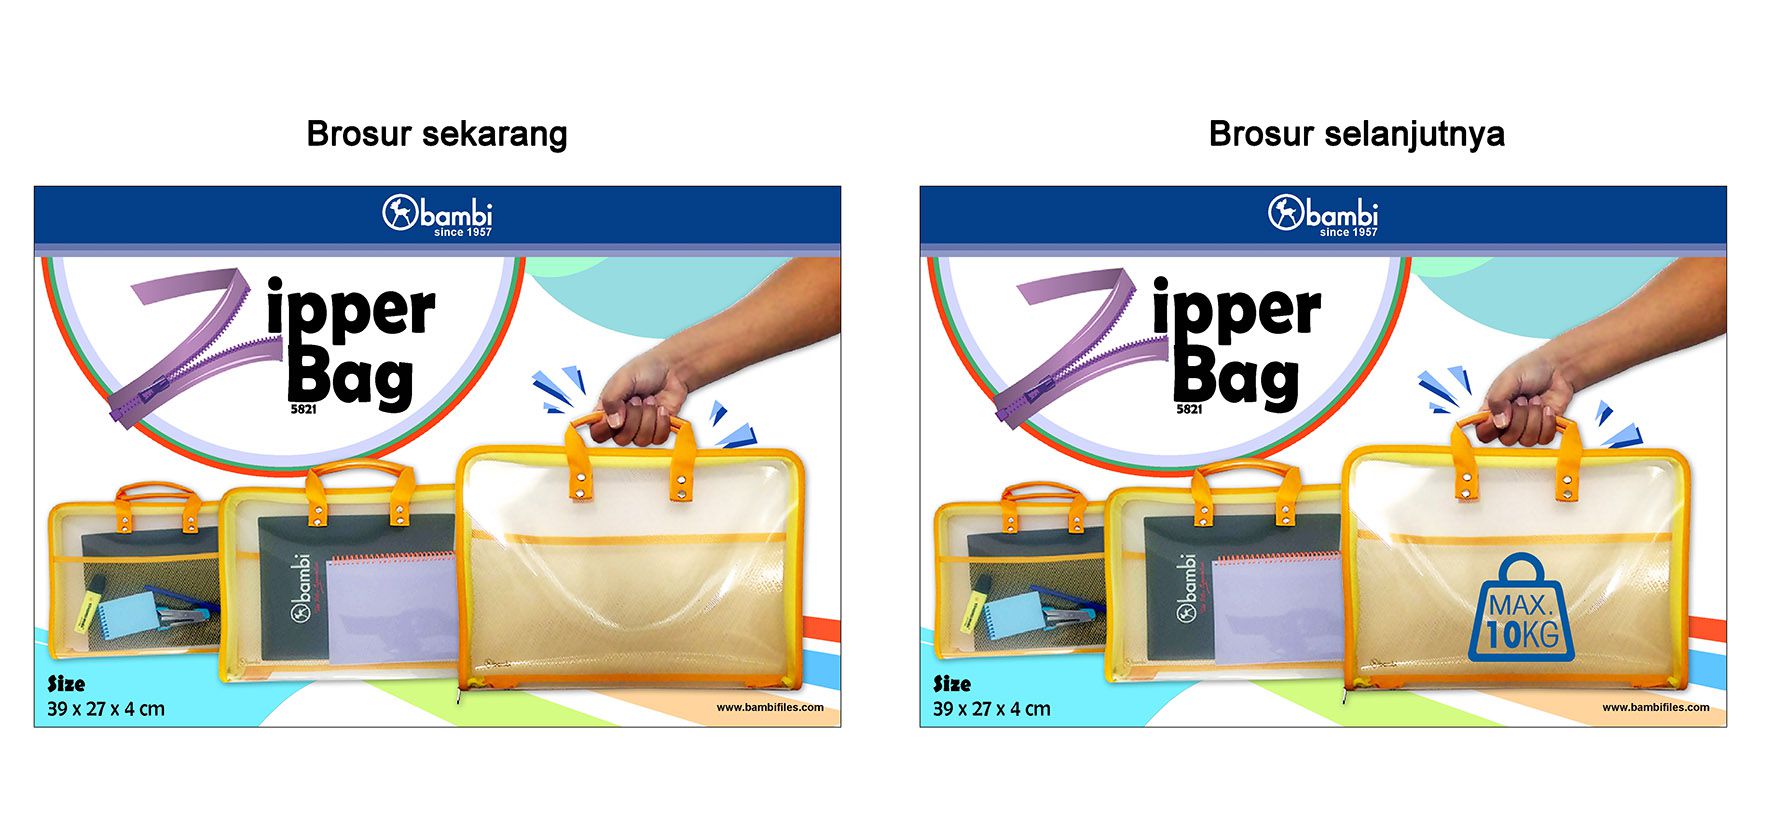 Brosur sekarang
bambi
since 1957
Zipper
Bag
5821
bambi
Size
39 x 27 x 4 cm
www.bambifiles.com
Brosur selanjutnya
bambi
since 1957
Zipper
Bag
5821
bambi
MAX.
10KG
Size
39 x 27 x 4 cm
www.bambifiles.com